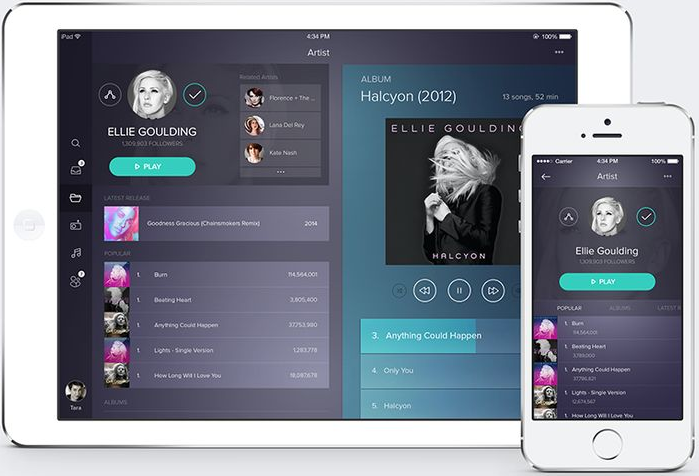 iPad
4:34 PM
100%
Artist
Related Artists
Florence + The ...
Lana Del Rey
Kate Nash
ELLIE GOULDING
1,309,903 FOLLOWERS
PLAY
LATEST RELEASE
Goodness Gracious (Chainsmokers Remix) 2014
POPULAR
1. Burn 114,564,001
1. Beating Heart 3,805,400
1. Anything Could Happen 37,753,990
1. Lights - Single Version 1,283,778
1. How Long Will I Love You 18,087,678
ALBUMS
Tara
ALBUM
Halcyon (2012) 13 songs, 52 min
ELLIE GOULDING
HALCYON
3. Anything Could Happen
4. Only You
5. Halcyon
Carrier 4:34 PM 100%
Artist
Ellie Goulding
1,309,903 FOLLOWERS
PLAY
POPULAR ALBUMS LATEST R
1. Burn
114,564,001
1. Beating Heart
3,789,000
1. Anything Could Happen
37,786,821
1. Lights - Single Version
12,674,567
1. How Long Will I Love You